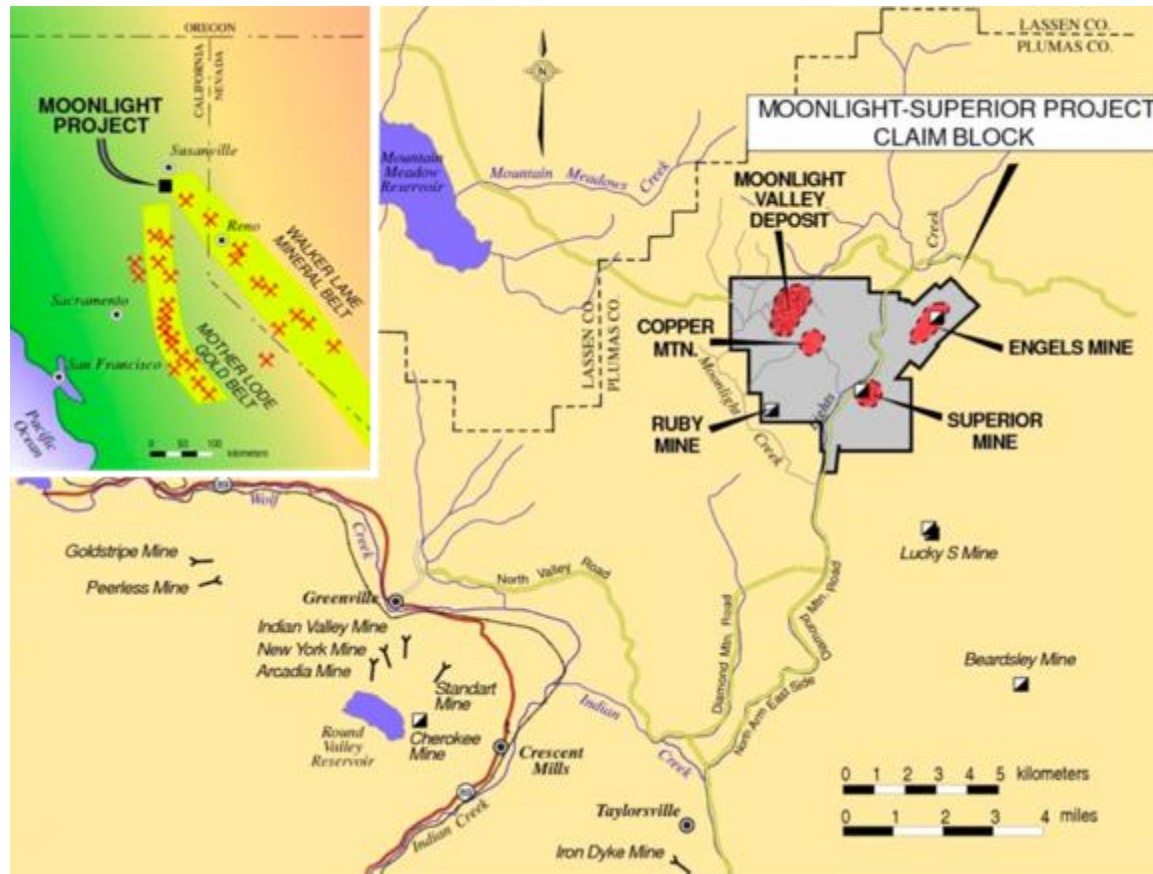 OREGON
CALIFORNIA
NEVADA
MOONLIGHT
PROJECT
Susanville
Reno
WALKER LANE
MINERAL BELT
Sacramento
MOTHER LODE
GOLD BELT
San Francisco
Pacific
Ocean
0 50 100
kilometers
N
LASSEN CO.
PLUMAS CO.
MOONLIGHT-SUPERIOR PROJECT
CLAIM BLOCK
Mountain
Meadow
Reservoir
Mountain Meadows Creek
MOONLIGHT
VALLEY
DEPOSIT
Creek
COPPER
MTN.
ENGELS MINE
LASSEN CO.
PLUMAS CO.
Moonlight
Creek
Lights
RUBY
MINE
SUPERIOR
MINE
89
Wolf
Creek
Goldstripe Mine
Peerless Mine
Lucky S Mine
North Valley Road
Greenville
Diamond Mtn. Road
Diamond Mtn. Road
Indian Valley Mine
New York Mine
Arcadia Mine
Standart
Mine
Beardsley Mine
North Arm East Side
Indian
Creek
Round
Valley
Reservoir
Cherokee
Mine
Crescent
Mills
0 1 2 3 4 5 kilometers
89
Indian Creek
Taylorsville
0 1 2 3 4 miles
Iron Dyke Mine